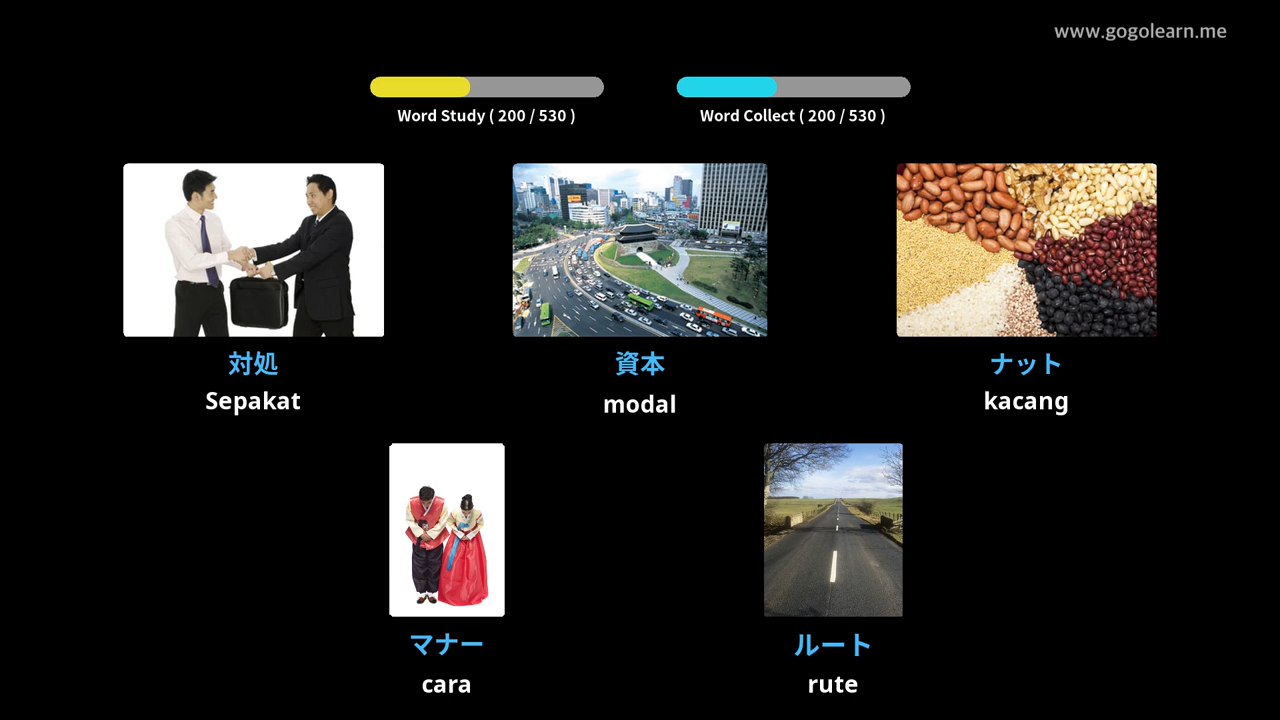 www.gogolearn.me
Word Study ( 200 / 530 )
Word Collect ( 200 / 530 )
対処
Sepakat
資本
modal
ナット
kacang
マナー
cara
ルート
rute